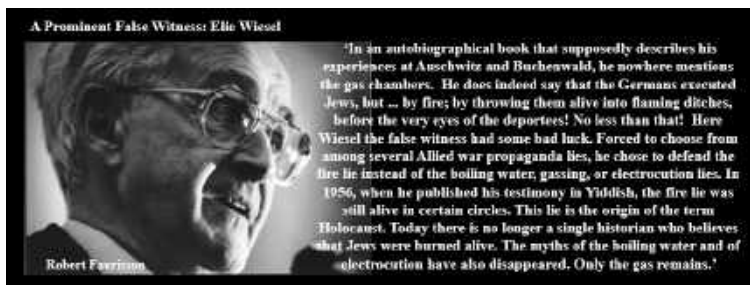 A Prominent False Witness: Elie Wiesel
'In an autobiographical book that supposedly describes his
experiences at Auschwitz and Buchenwald, he nowhere mentions
the gas chambers. He does indeed say that the Germans executed
Jews, but ... by fire; by throwing them alive into flaming ditches,
before the very eyes of the deportees! No less than that! Here
Wiesel the false witness had some bad luck. Forced to choose from
among several Allied war propaganda lies, he chose to defend the
fire lie instead of the boiling water, gassing, or electrocution lies. In
1956, when he published his testimony in Yiddish, the fire lie was
still alive in certain circles. This lie is the origin of the term
Holocaust. Today there is no longer a single historian who believes
that Jews were burned alive. The myths of the boiling water and of
electrocution have also disappeared. Only the gas remains.'
Robert Faurisson